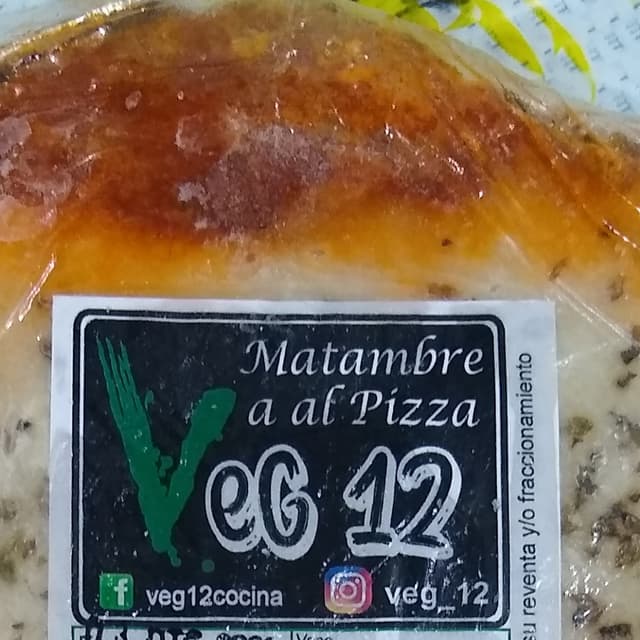 Matambre
a al Pizza
VeG 12
veg12cocina
veg_12
su reventa y/o fraccionamiento